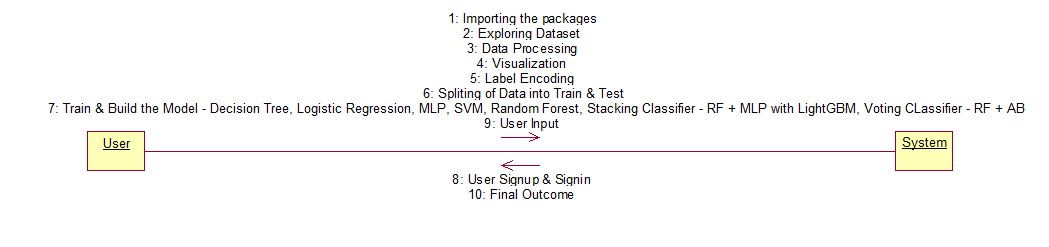 1: Importing the packages
2: Exploring Dataset
3: Data Processing
4: Visualization
5: Label Encoding
6: Spliting of Data into Train & Test
7: Train & Build the Model - Decision Tree, Logistic Regression, MLP, SVM, Random Forest, Stacking Classifier - RF + MLP with LightGBM, Voting CLassifier - RF + AB
9: User Input
User
System
8: User Signup & Signin
10: Final Outcome